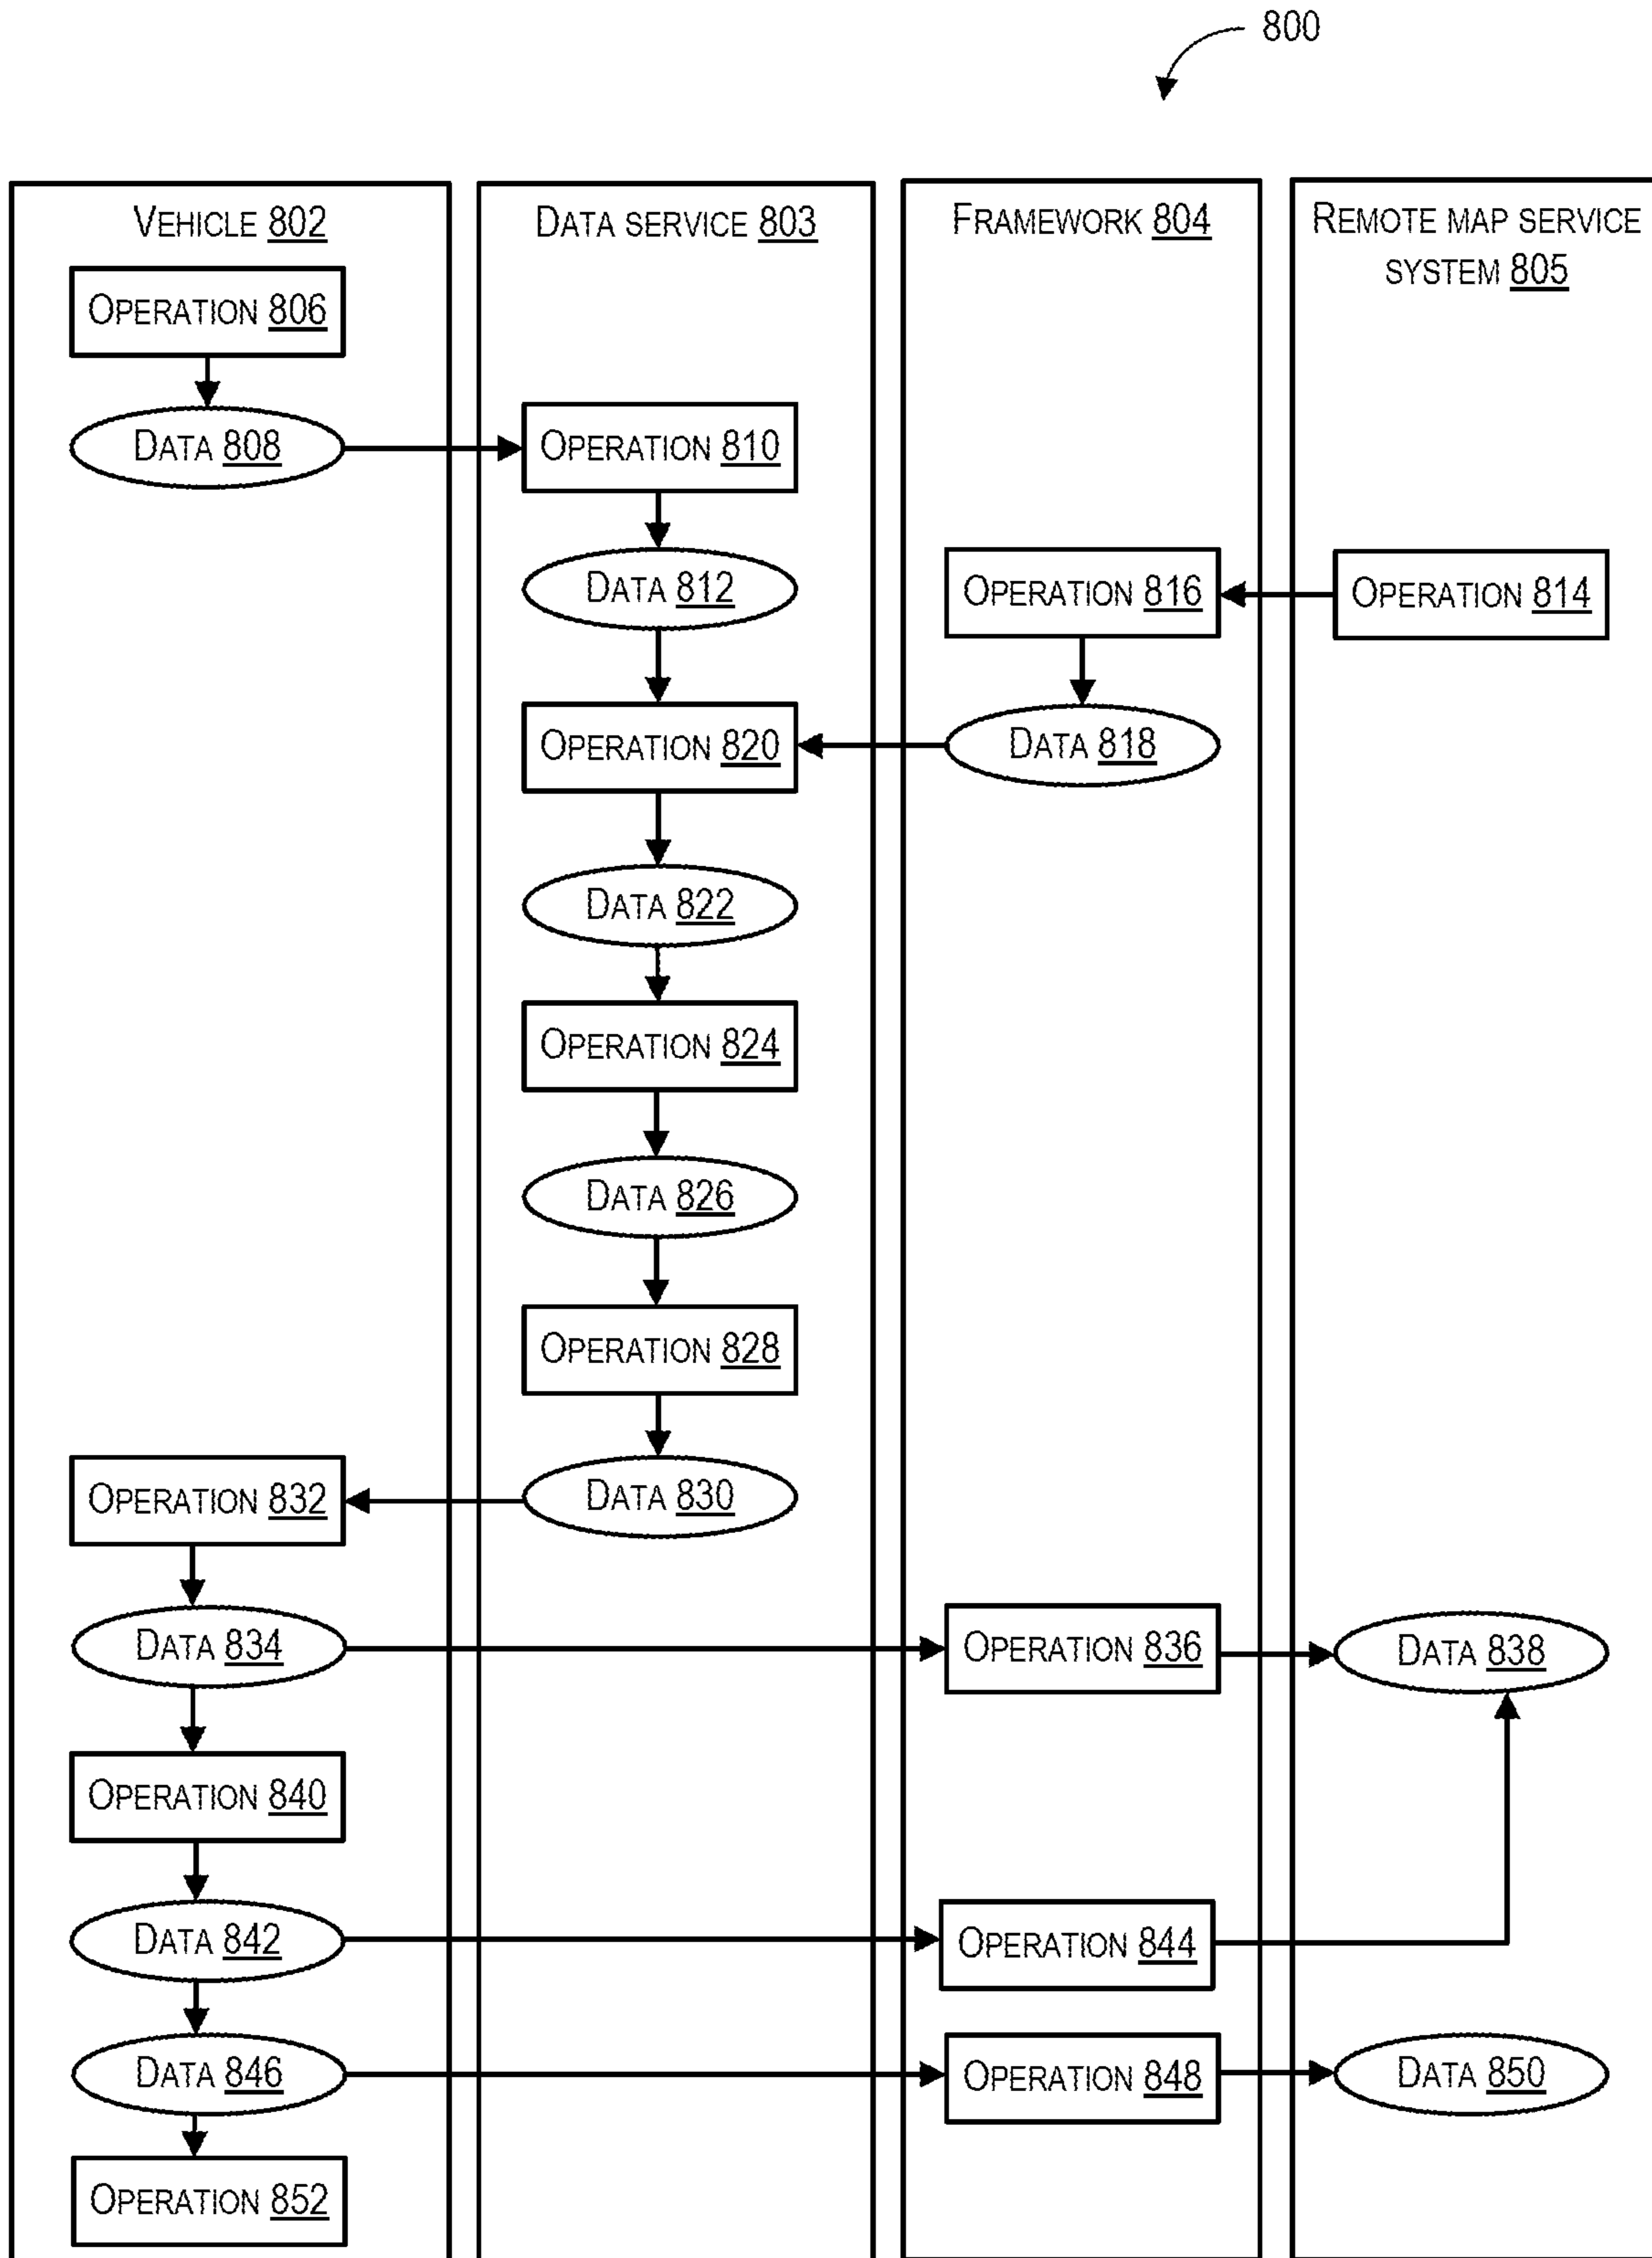 800
VEHICLE 802
DATA SERVICE 803
FRAMEWORK 804
REMOTE MAP SERVICE
SYSTEM 805
OPERATION 806
DATA 808
OPERATION 810
DATA 812
OPERATION 816
OPERATION 814
OPERATION 820
DATA 818
DATA 822
OPERATION 824
DATA 826
OPERATION 828
OPERATION 832
DATA 830
DATA 834
OPERATION 836
DATA 838
OPERATION 840
DATA 842
OPERATION 844
DATA 846
OPERATION 848
DATA 850
OPERATION 852